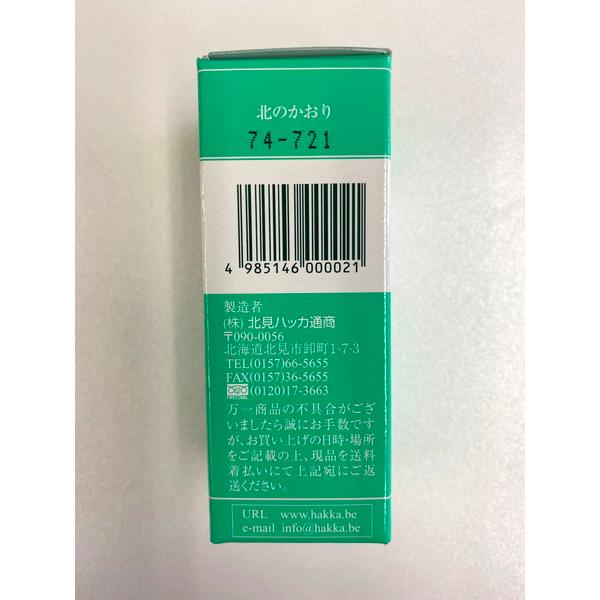 北のかおり
74-721
4 985146 000021
製造者
(株) 北見ハッカ通商
〒090-0056
北海道北見市卸町1-7-3
TEL(0157)66-5655
FAX(0157)36-5655
(0120)17-3663
万一商品の不具合がござ
いましたら誠にお手数です
が、お買い上げの日時・場所
をご記載の上、現品を送料
着払いにて上記宛にご返
送ください。
URL www.hakka.be
e-mail info@hakka.be